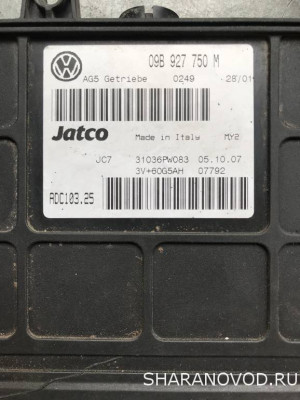 09B 927 750 M
AG5 Getriebe 0249 -28/01
Jatco Made in Italy MY2
JC7 31036PW083 05.10.07
3V+60G5AH 07792
ADC103.25
SHARANOVOD.RU